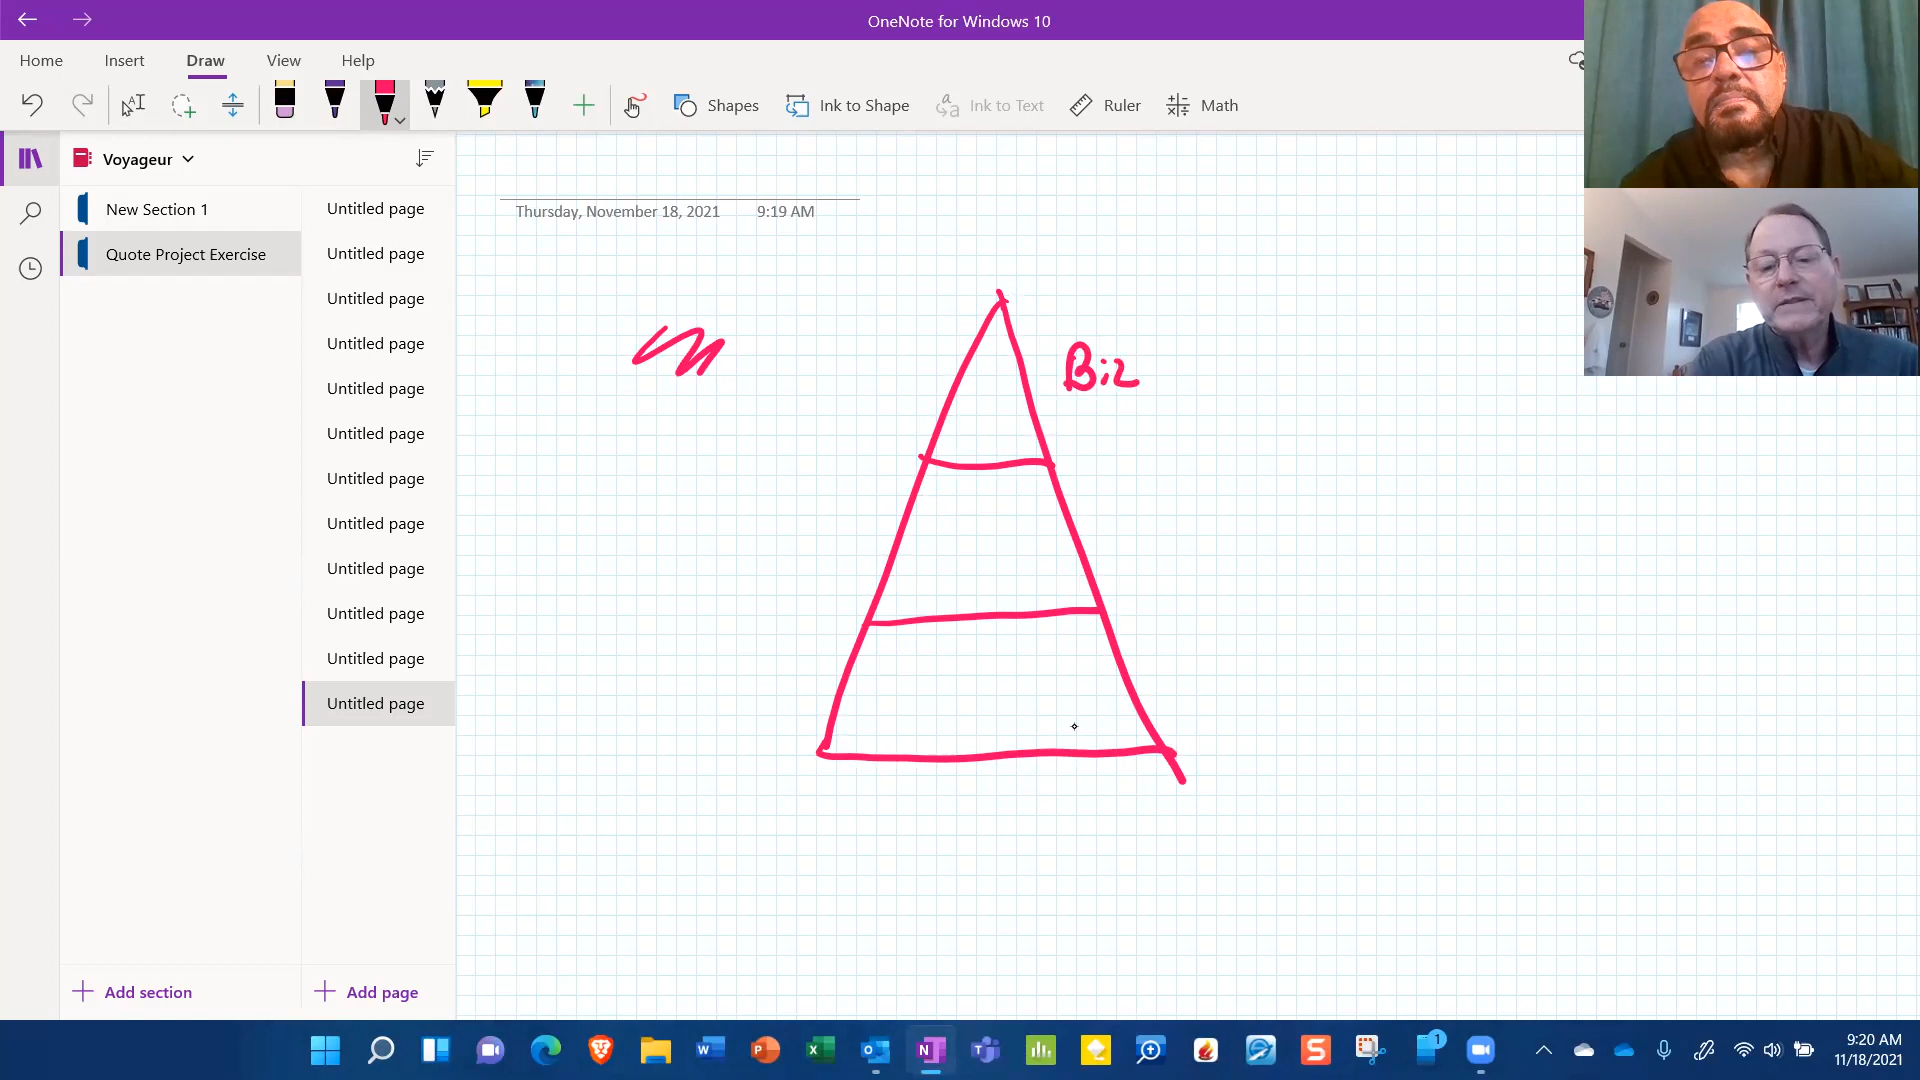 OneNote for Windows 10
Home Insert Draw View Help
Shapes Ink to Shape Ink to Text Ruler Math
Voyageur
New Section 1
Quote Project Exercise
Untitled page
Untitled page
Untitled page
Untitled page
Untitled page
Untitled page
Untitled page
Untitled page
Untitled page
Untitled page
Untitled page
Untitled page
Thursday, November 18, 2021 9:19 AM
Biz
Add section
Add page
1
9:20 AM
11/18/2021